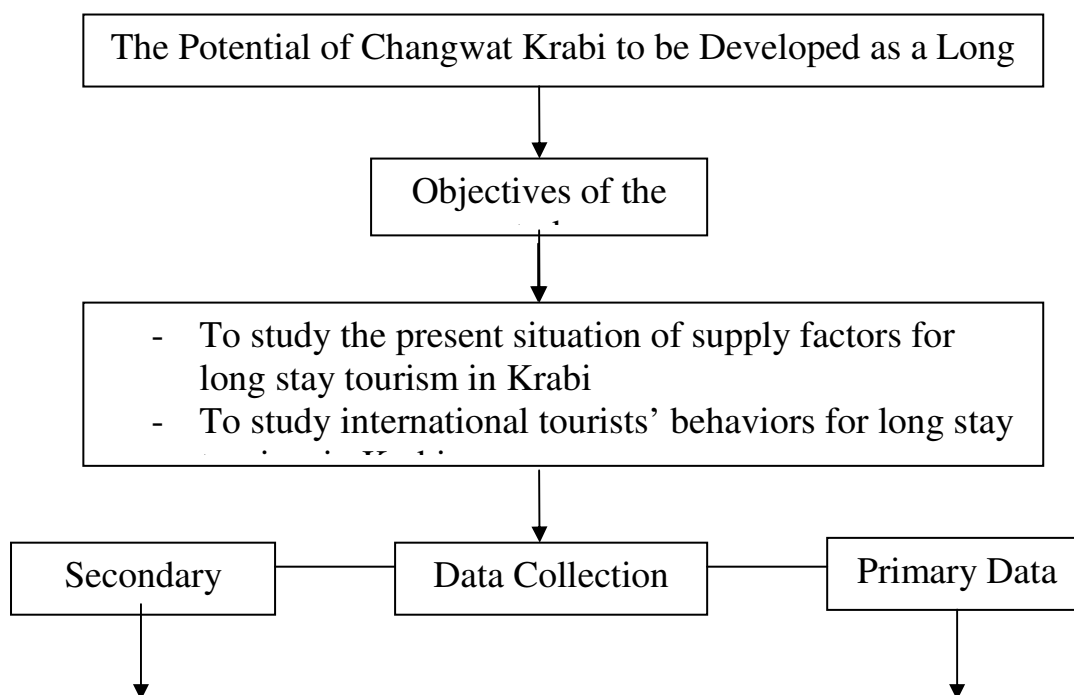 The Potential of Changwat Krabi to be Developed as a Long
Objectives of the
- To study the present situation of supply factors for
long stay tourism in Krabi
- To study international tourists’ behaviors for long stay
Secondary
Data Collection
Primary Data